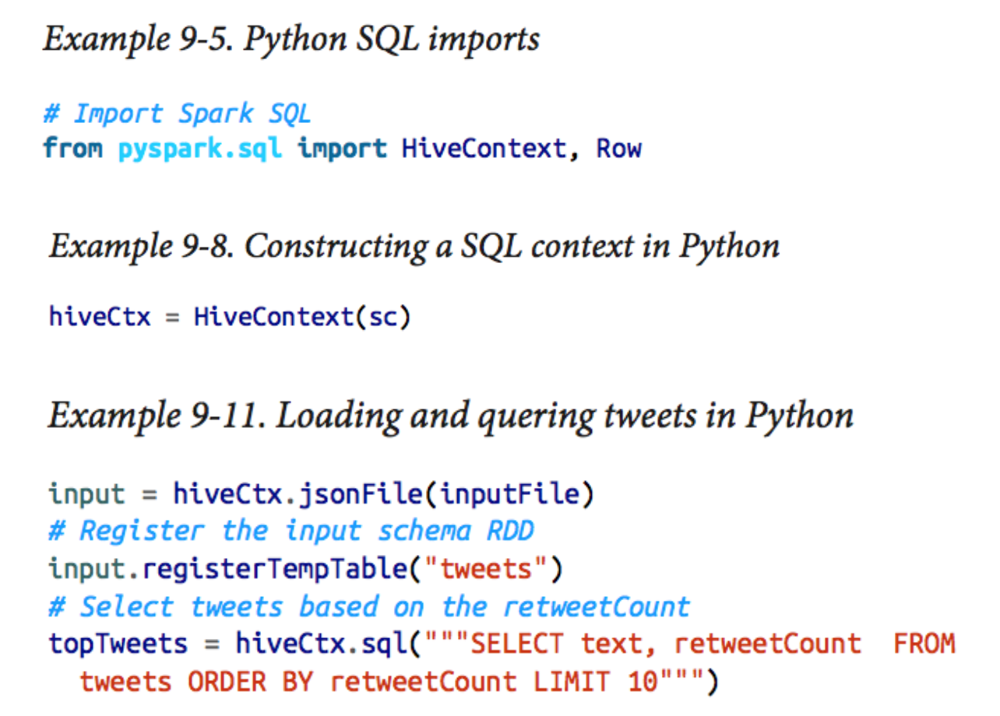 Example 9-5. Python SQL imports
# Import Spark SQL
from pyspark.sql import HiveContext, Row
Example 9-8. Constructing a SQL context in Python
hiveCtx = HiveContext(sc)
Example 9-11. Loading and quering tweets in Python
input = hiveCtx.jsonFile(inputFile)
# Register the input schema RDD
input.registerTempTable("tweets")
# Select tweets based on the retweetCount
topTweets = hiveCtx.sql("""SELECT text, retweetCount  FROM
  tweets ORDER BY retweetCount LIMIT 10""")